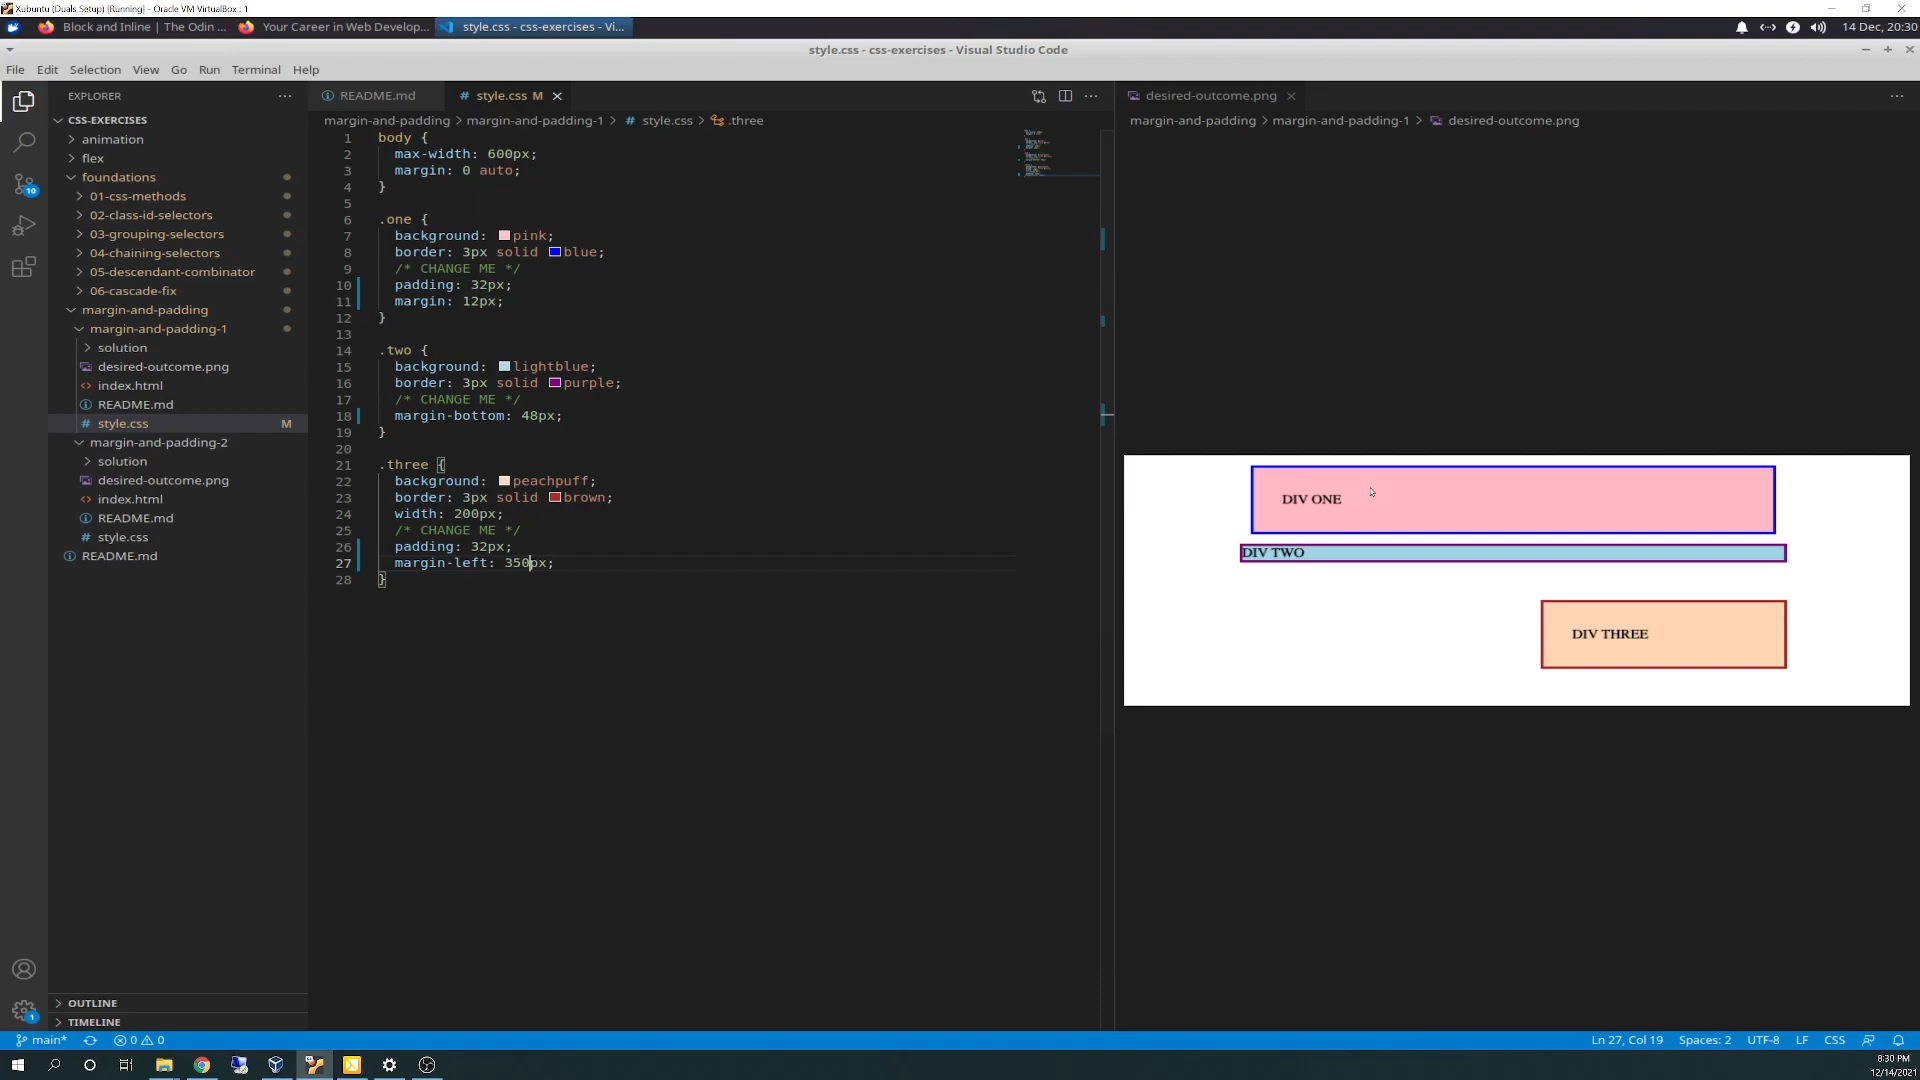 Xubuntu (Duals Setup) [Running] - Oracle VM VirtualBox : 1
Block and Inline | The Odin ...
Your Career in Web Develop...
style.css - css-exercises - Vi...
14 Dec, 20:30
style.css - css-exercises - Visual Studio Code
File Edit Selection View Go Run Terminal Help
EXPLORER
CSS-EXERCISES
animation
flex
foundations
01-css-methods
02-class-id-selectors
03-grouping-selectors
04-chaining-selectors
05-descendant-combinator
06-cascade-fix
margin-and-padding
margin-and-padding-1
solution
desired-outcome.png
index.html
README.md
style.css M
margin-and-padding-2
solution
desired-outcome.png
index.html
README.md
style.css
README.md
OUTLINE
TIMELINE
10
1
README.md
# style.css M
margin-and-padding > margin-and-padding-1 > # style.css > .three
1 body {
2 max-width: 600px;
3 margin: 0 auto;
4 }
5
6 .one {
7 background: pink;
8 border: 3px solid blue;
9 /* CHANGE ME */
10 padding: 32px;
11 margin: 12px;
12 }
13
14 .two {
15 background: lightblue;
16 border: 3px solid purple;
17 /* CHANGE ME */
18 margin-bottom: 48px;
19 }
20
21 .three {
22 background: peachpuff;
23 border: 3px solid brown;
24 width: 200px;
25 /* CHANGE ME */
26 padding: 32px;
27 margin-left: 350px;
28 }
desired-outcome.png
margin-and-padding > margin-and-padding-1 > desired-outcome.png
DIV ONE
DIV TWO
DIV THREE
main* 0 0
Ln 27, Col 19 Spaces: 2 UTF-8 LF CSS
8:30 PM
12/14/2021